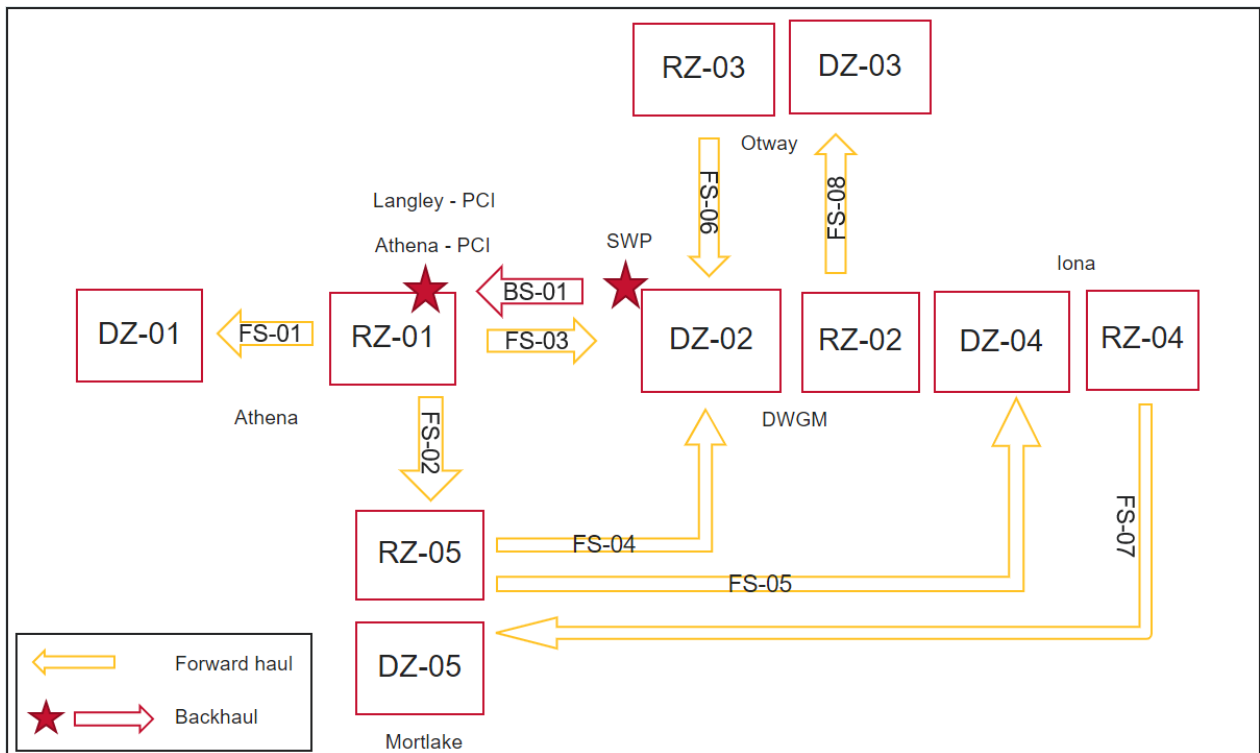 RZ-03
DZ-03
Otway
FS-06
FS-08
Langley - PCI
Athena - PCI
SWP
Iona
BS-01
DZ-01
FS-01
RZ-01
FS-03
DZ-02
RZ-02
DZ-04
RZ-04
Athena
FS-02
DWGM
RZ-05
FS-04
FS-05
FS-07
DZ-05
Mortlake
Forward haul
Backhaul